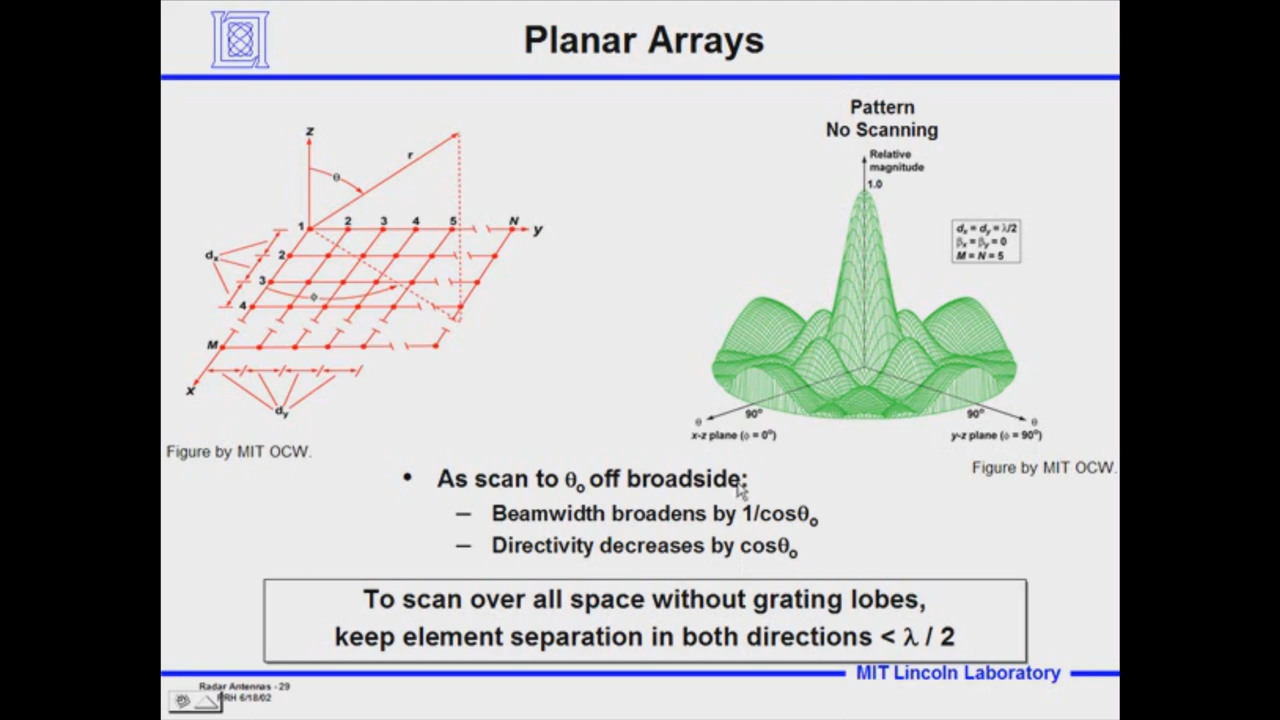 Planar Arrays
z
r
θ
1
2
3
4
5
N
y
dx
2
3
ϕ
4
M
x
dy
Figure by MIT OCW.
Pattern
No Scanning
Relative
magnitude
1.0
dx = dy = λ/2
βx = βy = 0
M = N = 5
θ
90°
90°
θ
x-z plane (ϕ = 0°)
y-z plane (ϕ = 90°)
Figure by MIT OCW.
• As scan to θo off broadside:
– Beamwidth broadens by 1/cosθo
– Directivity decreases by cosθo
To scan over all space without grating lobes,
keep element separation in both directions < λ / 2
MIT Lincoln Laboratory
Radar Antennas - 29
RH 6/18/02